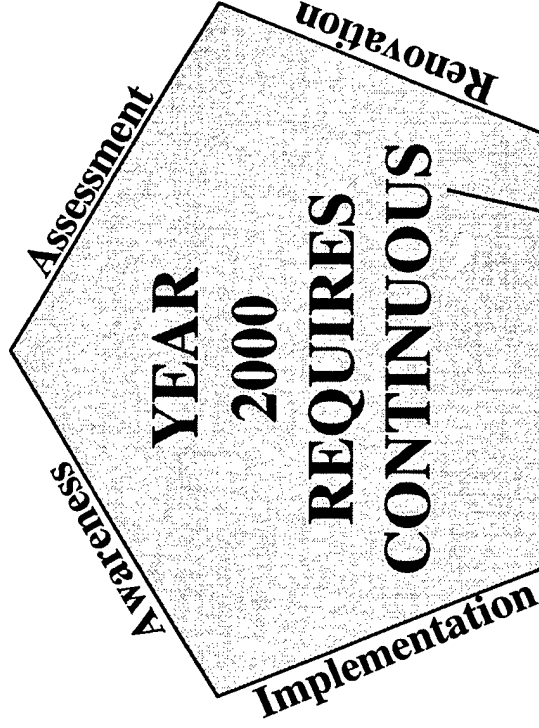 Awareness
Assessment
Renovation
YEAR
2000
REQUIRES
CONTINUOUS
Implementation